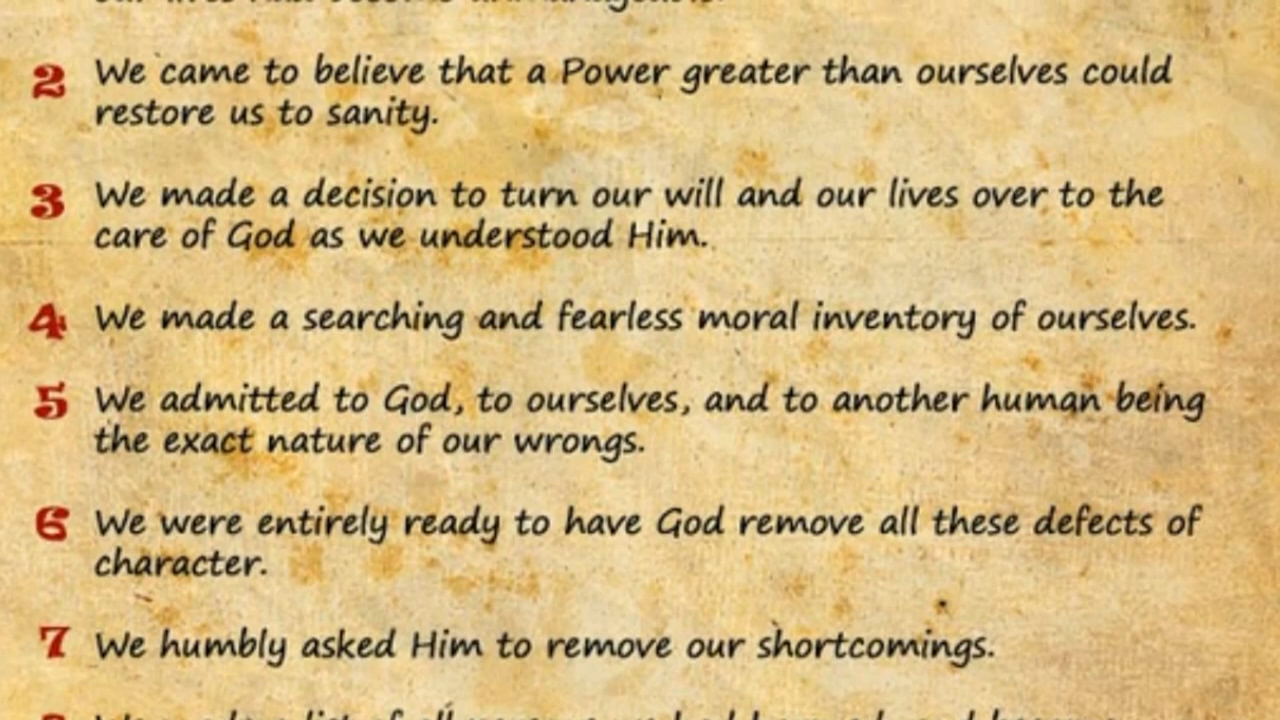 2 We came to believe that a Power greater than ourselves could
restore us to sanity.
3 We made a decision to turn our will and our lives over to the
care of God as we understood Him.
4 We made a searching and fearless moral inventory of ourselves.
5 We admitted to God, to ourselves, and to another human being
the exact nature of our wrongs.
6 We were entirely ready to have God remove all these defects of
character.
7 We humbly asked Him to remove our shortcomings.